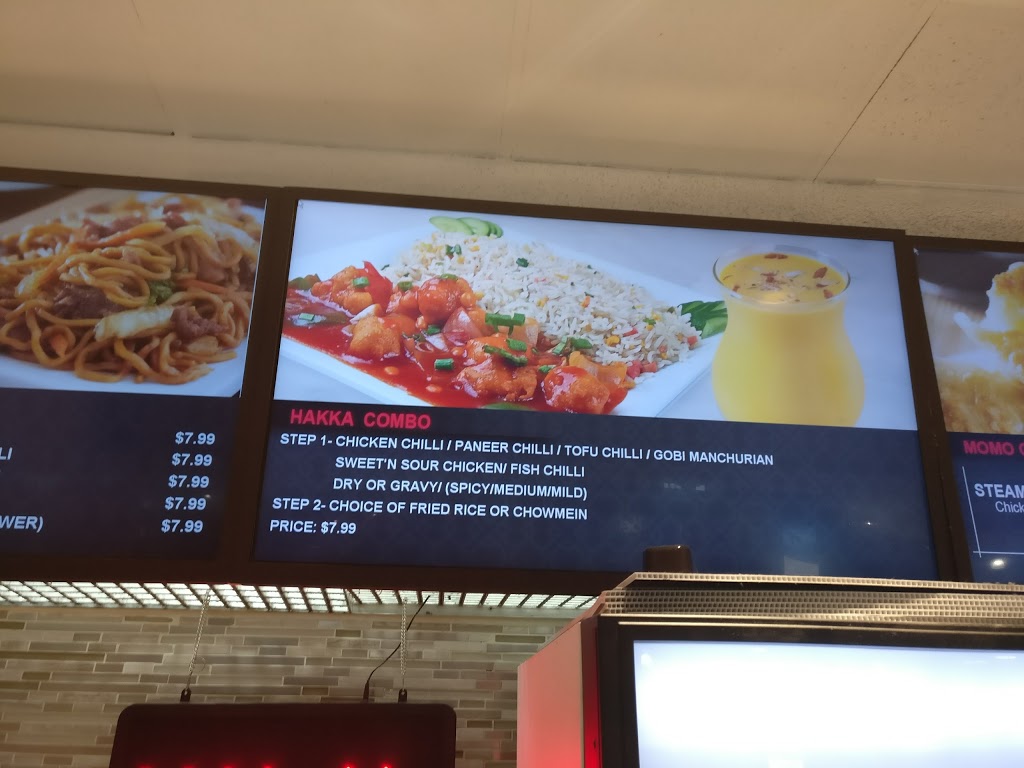 $7.99
LI $7.99
$7.99
$7.99
WER) $7.99
HAKKA COMBO
STEP 1- CHICKEN CHILLI / PANEER CHILLI / TOFU CHILLI / GOBI MANCHURIAN
SWEET'N SOUR CHICKEN/ FISH CHILLI
DRY OR GRAVY/ (SPICY/MEDIUM/MILD)
STEP 2- CHOICE OF FRIED RICE OR CHOWMEIN
PRICE: $7.99
MOMO
STEAM
Chick